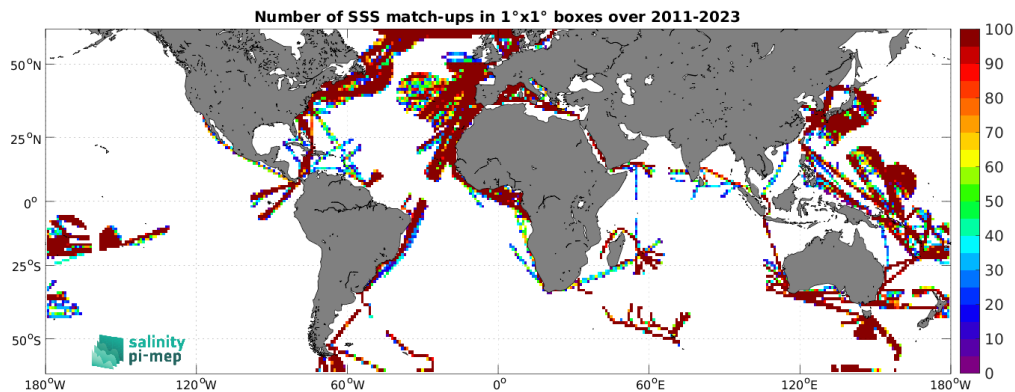 Number of SSS match-ups in 1°x1° boxes over 2011-2023
50°N
25°N
0°
25°S
50°S
180°W
120°W
60°W
0°
60°E
120°E
180°W
100
90
80
70
60
50
40
30
20
10
0
salinity
pi-mep